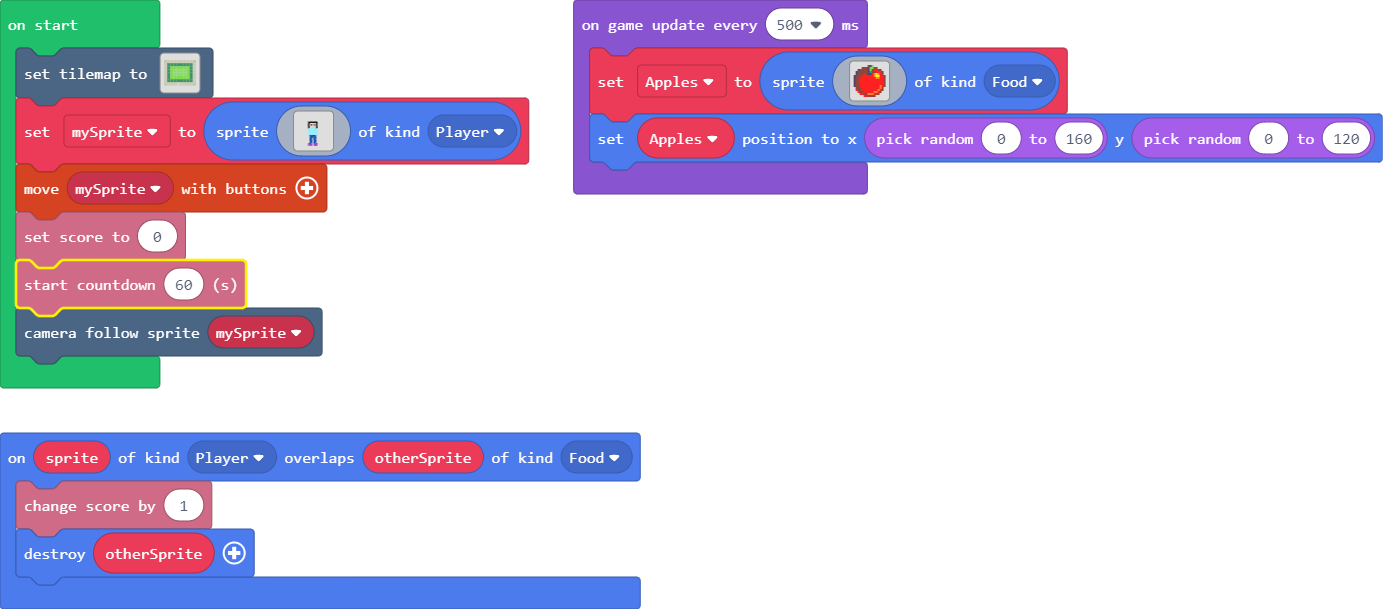 on start
set tilemap to
set mySprite to sprite of kind Player
move mySprite with buttons
set score to 0
start countdown 60 (s)
camera follow sprite mySprite
on game update every 500 ms
set Apples to sprite of kind Food
set Apples position to x pick random 0 to 160 y pick random 0 to 120
on sprite of kind Player overlaps otherSprite of kind Food
change score by 1
destroy otherSprite